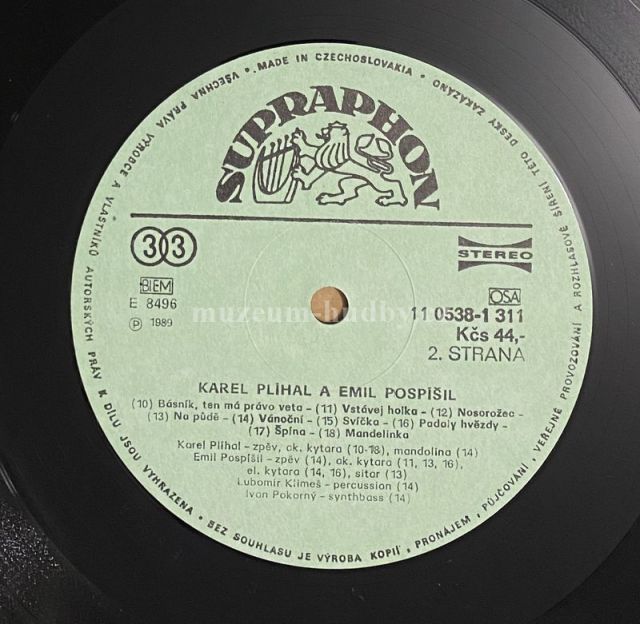 VŠECHNA PRÁVA VÝROBCE A VLASTNÍKŮ AUTORSKÝCH PRÁV K DÍLU JSOU VYHRAZENA • BEZ SOUHLASU JE VÝROBA KOPIÍ, PRONÁJEM, PŮJČOVÁNÍ, VEŘEJNÉ PROVOZOVÁNÍ A ROZHLASOVÉ ŠÍŘENÍ TÉTO DESKY ZAKÁZÁNO • MADE IN CZECHOSLOVAKIA •
SUPRAPHON
33
STEREO
BIEM
OSA
E 8496
11 0538-1 311
℗ 1989
Kčs 44,-
2. STRANA
muzeum-hudby
KAREL PLÍHAL A EMIL POSPÍŠIL
(10) Básník, ten má právo veta - (11) Vstávej holka - (12) Nosorožec -
(13) Na půdě - (14) Vánoční - (15) Svíčka - (16) Padaly hvězdy -
(17) Špína - (18) Mandelinka
Karel Plíhal - zpěv, ak. kytara (10-18), mandolina (14)
Emil Pospíšil - zpěv (14), ak. kytara (11, 13, 16),
el. kytara (14, 16), sitar (13)
Lubomír Klimeš - percussion (14)
Ivan Pokorný - synthbass (14)